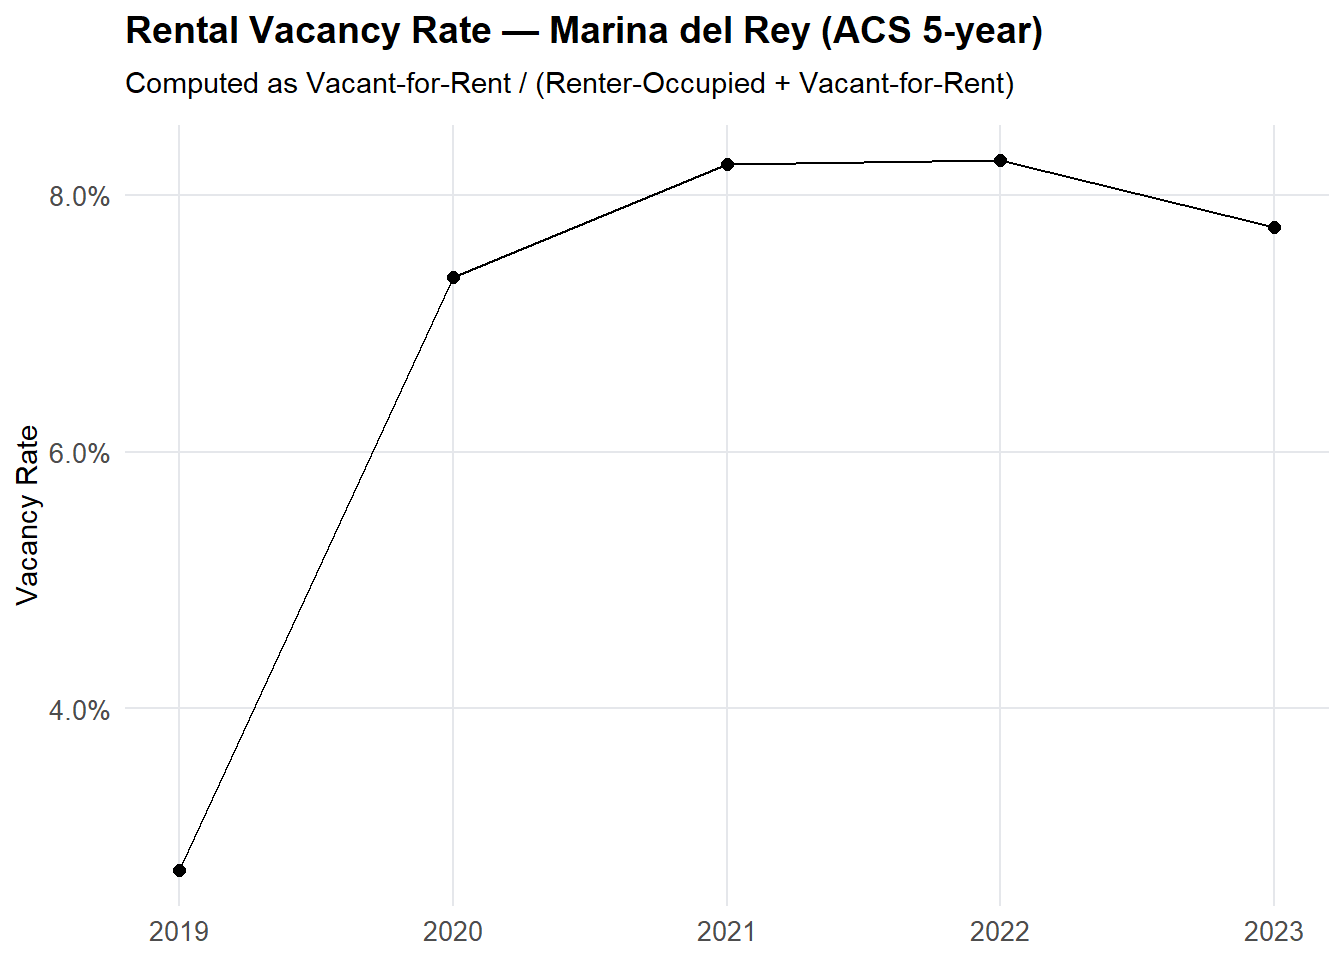 Rental Vacancy Rate — Marina del Rey (ACS 5-year)
Computed as Vacant-for-Rent / (Renter-Occupied + Vacant-for-Rent)
Vacancy Rate
8.0%
6.0%
4.0%
2019
2020
2021
2022
2023